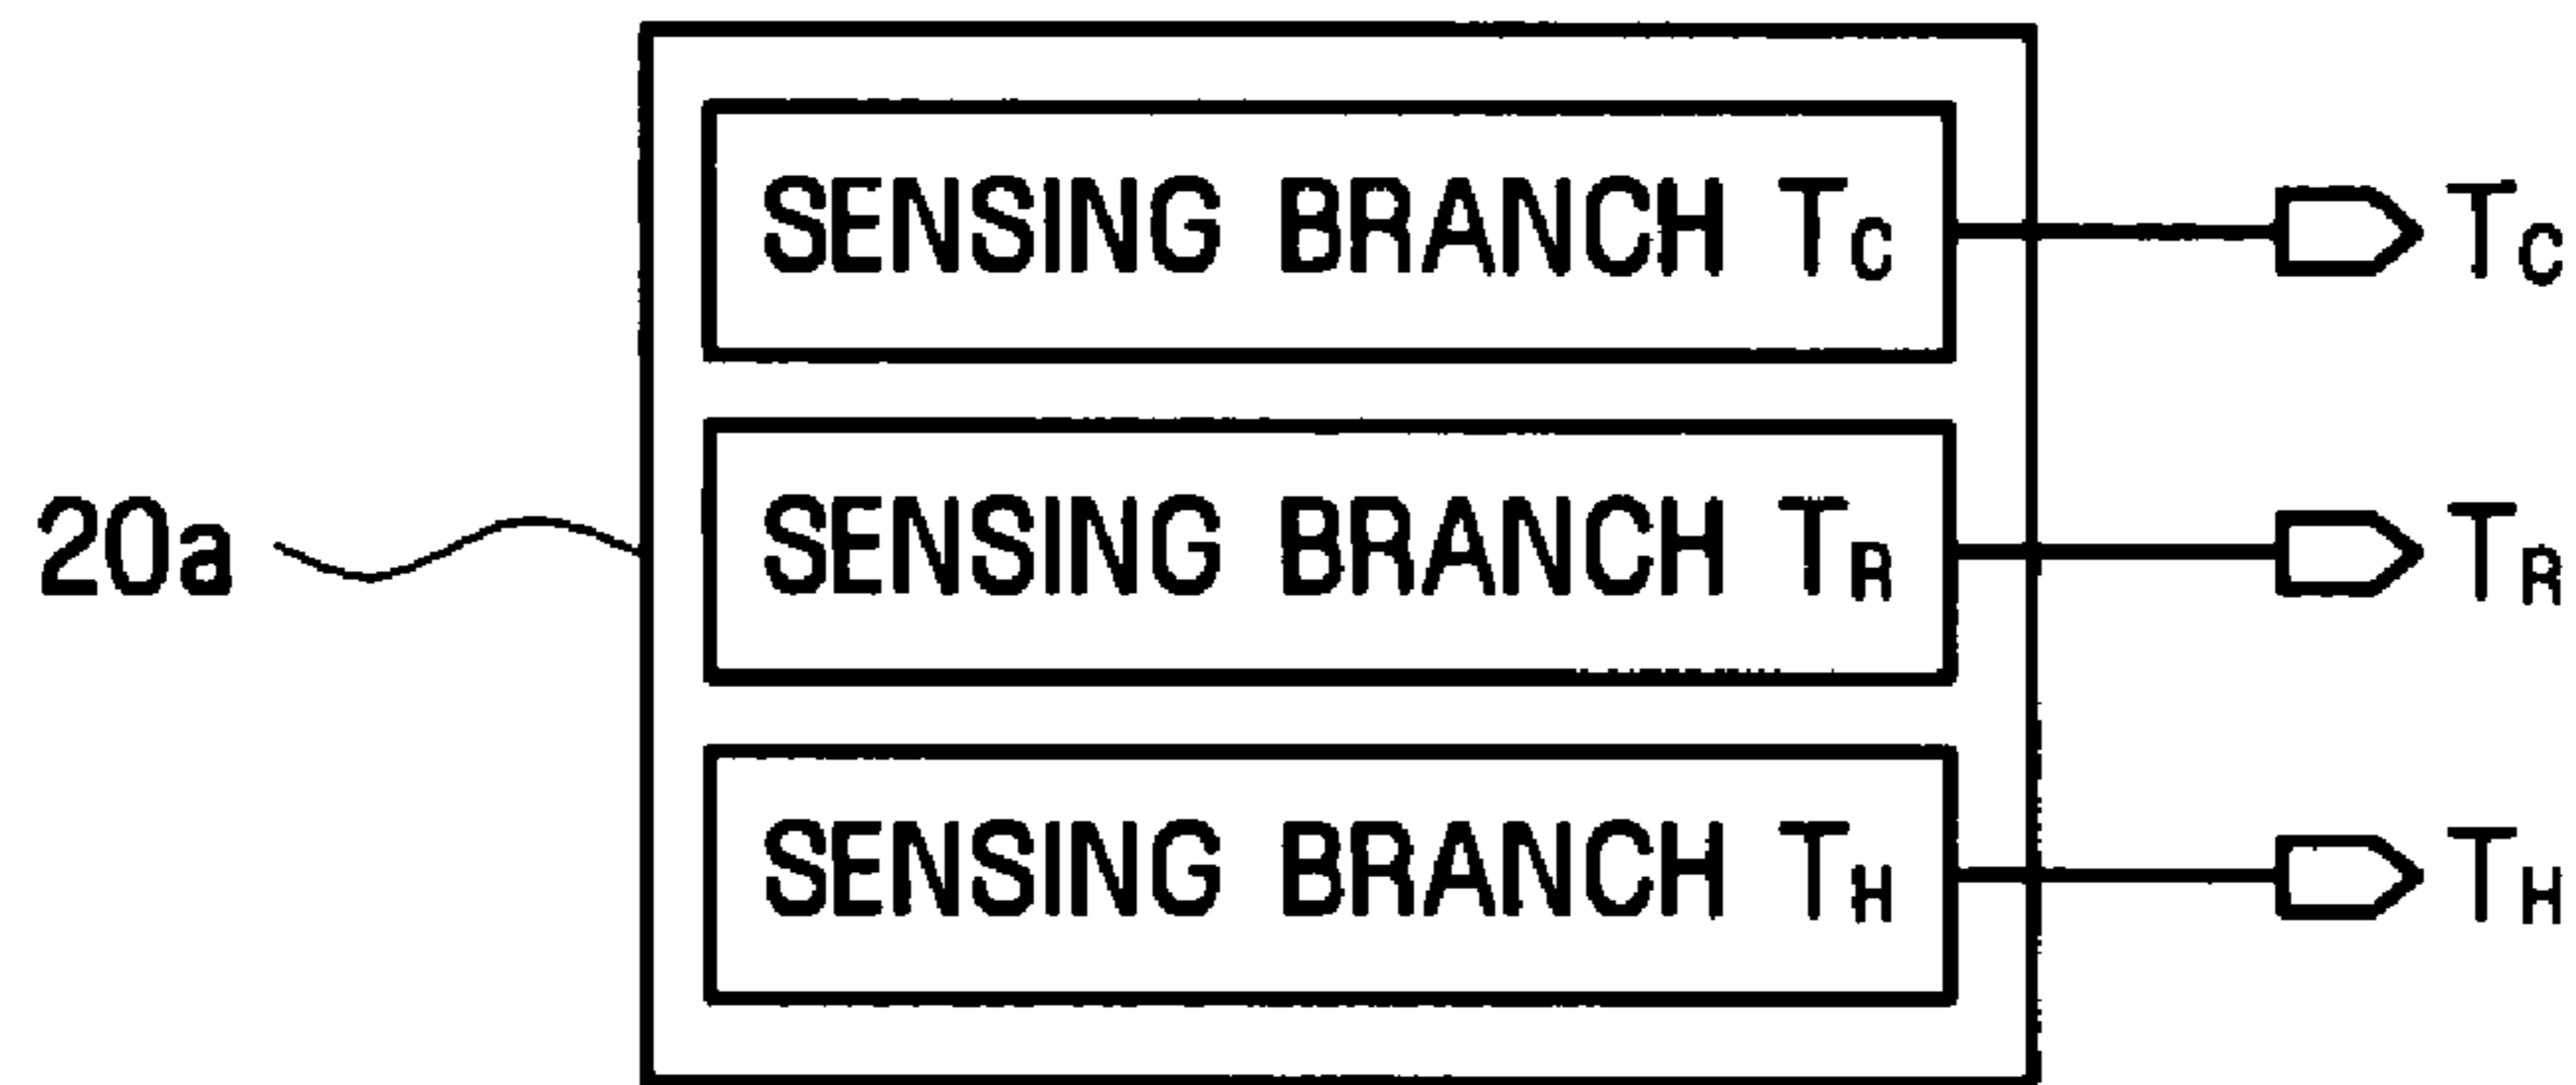 SENSING BRANCH TC TC
20a SENSING BRANCH TR TR
SENSING BRANCH TH TH